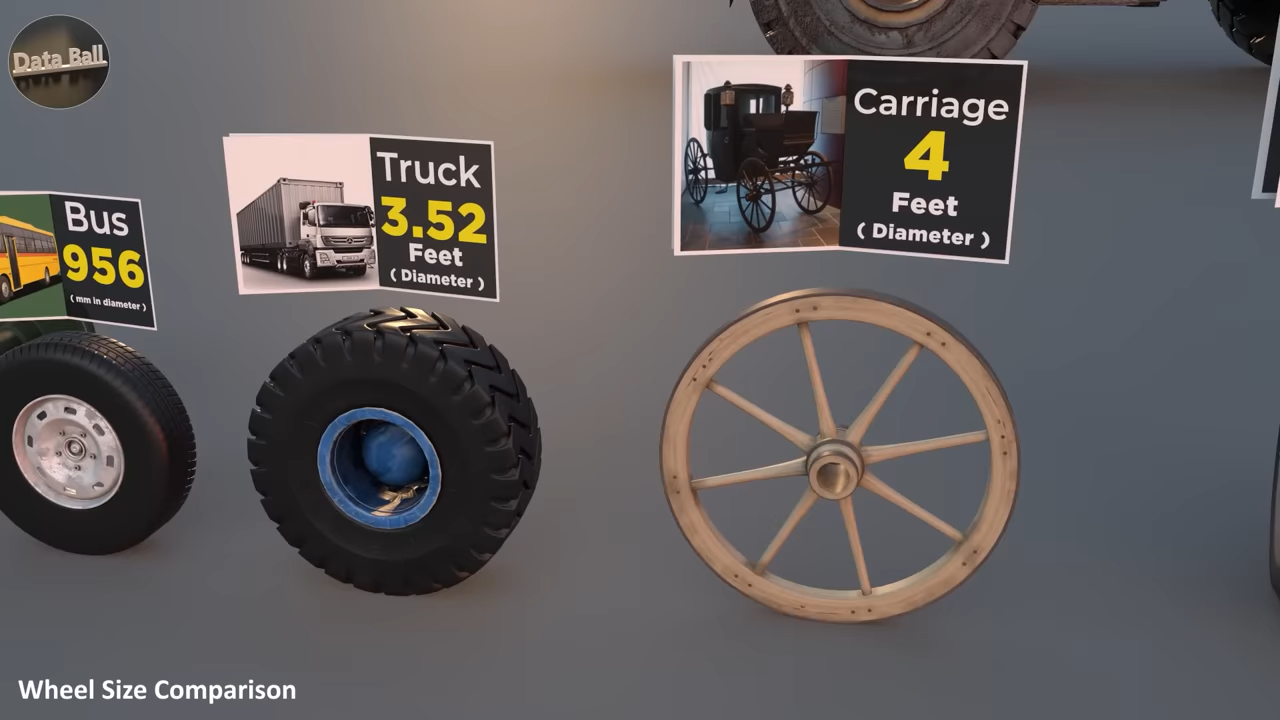 Data Ball
Bus
956
( mm in diameter )
Truck
3.52
Feet
( Diameter )
Carriage
4
Feet
( Diameter )
Wheel Size Comparison